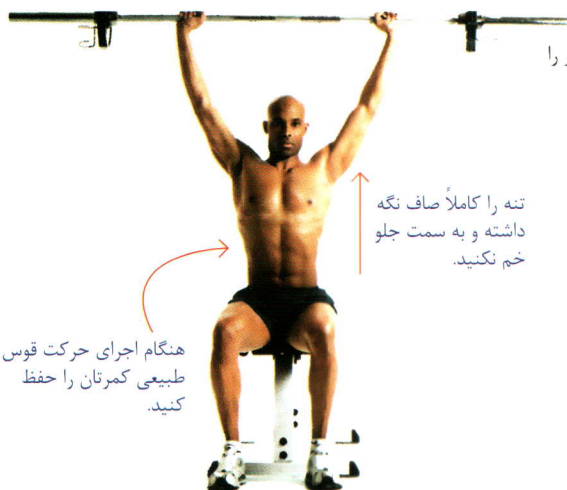 را
تنه را کاملاً صاف نگه
داشته و به سمت جلو
خم نکنید.
هنگام اجرای حرکت قوس
طبیعی کمرتان را حفظ
کنید.